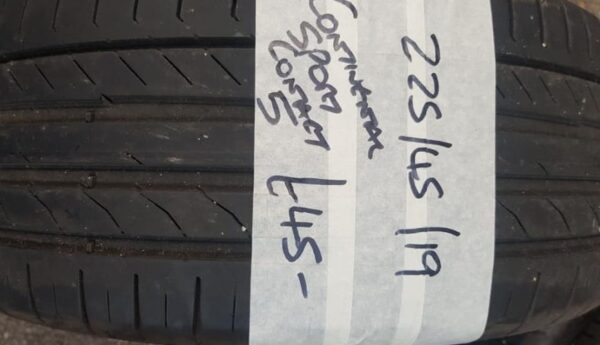 225/45/19
CONTINENTAL
SPORT
CONTACT
5
£45-